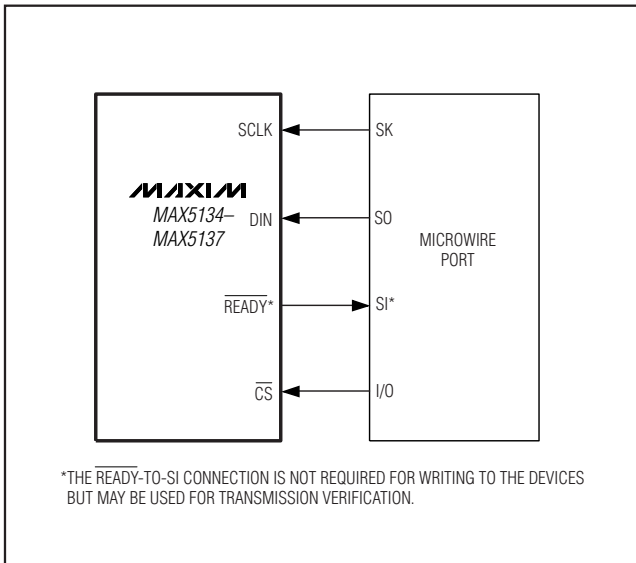 SCLK
SK
MAXIM
MAX5134–
MAX5137
DIN
SO
MICROWIRE
PORT
READY*
SI*
CS
I/O
*THE READY-TO-SI CONNECTION IS NOT REQUIRED FOR WRITING TO THE DEVICES
BUT MAY BE USED FOR TRANSMISSION VERIFICATION.